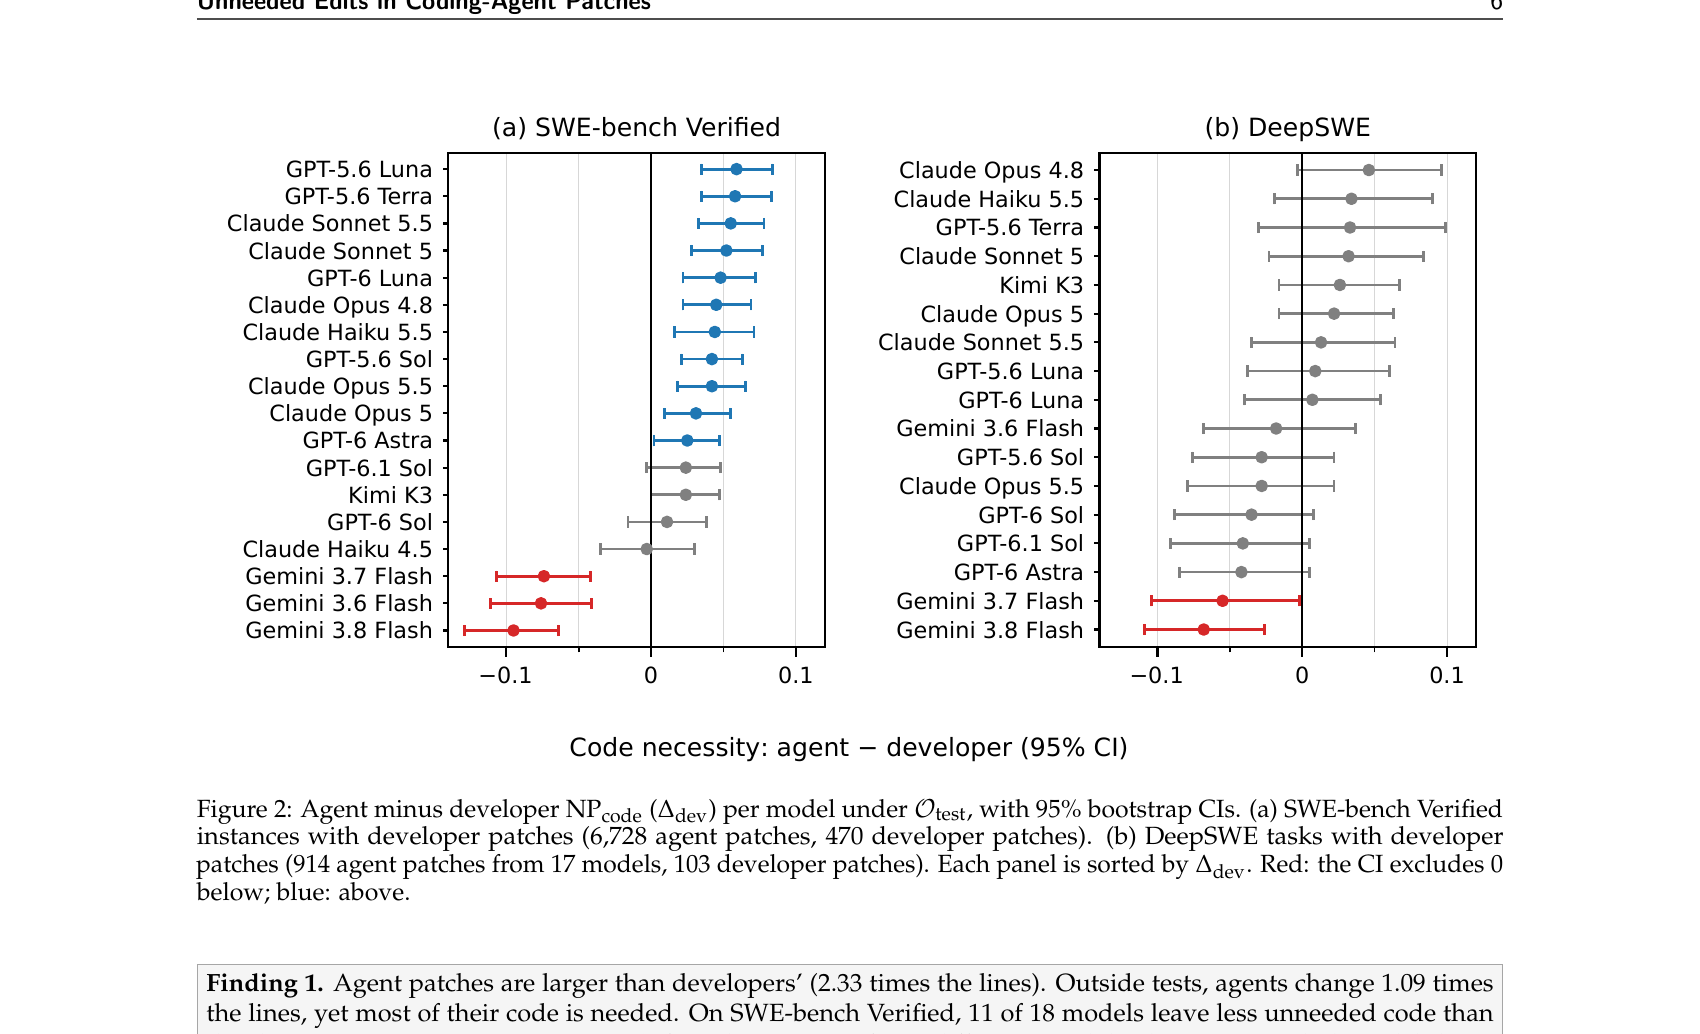 Unneeded Edits in Coding-Agent Patches 6
(a) SWE-bench Verified
GPT-5.6 Luna
GPT-5.6 Terra
Claude Sonnet 5.5
Claude Sonnet 5
GPT-6 Luna
Claude Opus 4.8
Claude Haiku 5.5
GPT-5.6 Sol
Claude Opus 5.5
Claude Opus 5
GPT-6 Astra
GPT-6.1 Sol
Kimi K3
GPT-6 Sol
Claude Haiku 4.5
Gemini 3.7 Flash
Gemini 3.6 Flash
Gemini 3.8 Flash
−0.1 0 0.1
(b) DeepSWE
Claude Opus 4.8
Claude Haiku 5.5
GPT-5.6 Terra
Claude Sonnet 5
Kimi K3
Claude Opus 5
Claude Sonnet 5.5
GPT-5.6 Luna
GPT-6 Luna
Gemini 3.6 Flash
GPT-5.6 Sol
Claude Opus 5.5
GPT-6 Sol
GPT-6.1 Sol
GPT-6 Astra
Gemini 3.7 Flash
Gemini 3.8 Flash
−0.1 0 0.1
Code necessity: agent − developer (95% CI)
Figure 2: Agent minus developer NPcode (Δdev) per model under 𝒪test, with 95% bootstrap CIs. (a) SWE-bench Verified
instances with developer patches (6,728 agent patches, 470 developer patches). (b) DeepSWE tasks with developer
patches (914 agent patches from 17 models, 103 developer patches). Each panel is sorted by Δdev. Red: the CI excludes 0
below; blue: above.
Finding 1. Agent patches are larger than developers’ (2.33 times the lines). Outside tests, agents change 1.09 times
the lines, yet most of their code is needed. On SWE-bench Verified, 11 of 18 models leave less unneeded code than